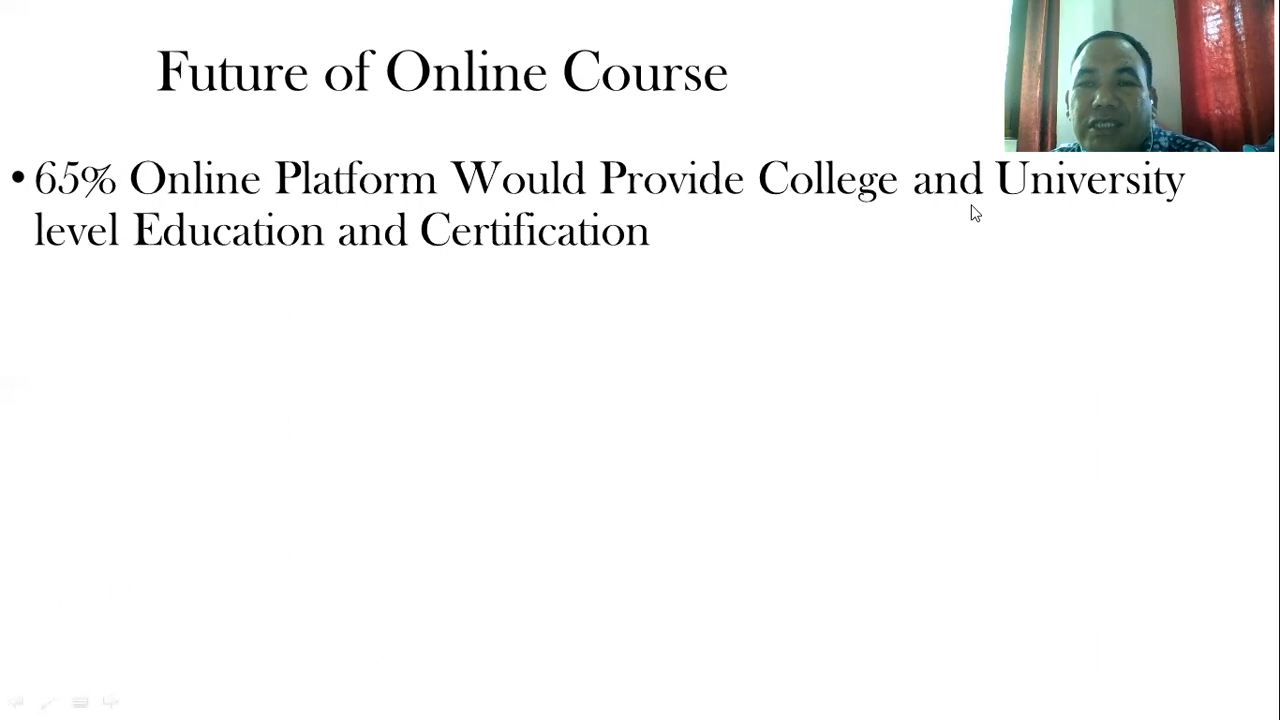 Future of Online Course
• 65% Online Platform Would Provide College and University
level Education and Certification